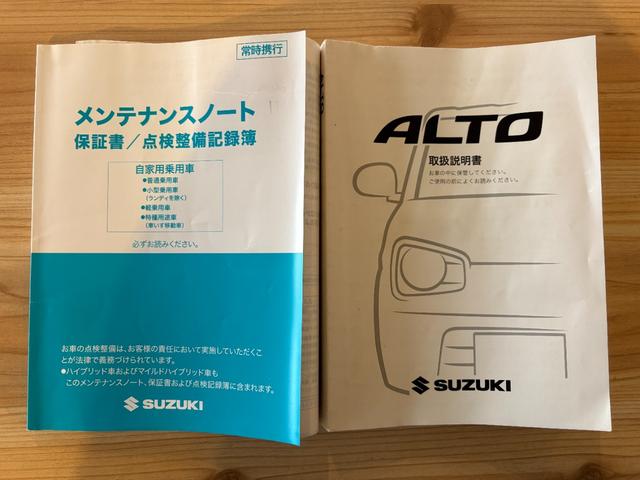 常時携行
メンテナンスノート
保証書／点検整備記録簿
自家用乗用車
●普通乗用車
●小型乗用車
(ランディを除く)
●軽乗用車
●特種用途車
(車いす移動車)
必ずお読みください。
お車の点検整備は、お客様の責任において実施していただくこ
とが法律で義務づけられています。
●ハイブリッド車およびマイルドハイブリッド車も
このメンテナンスノート、保証書および点検記録簿に含まれます。
SUZUKI
ALTO
取扱説明書
お車の中に保管してください。
ご使用の前によくお読みください。
SUZUKI